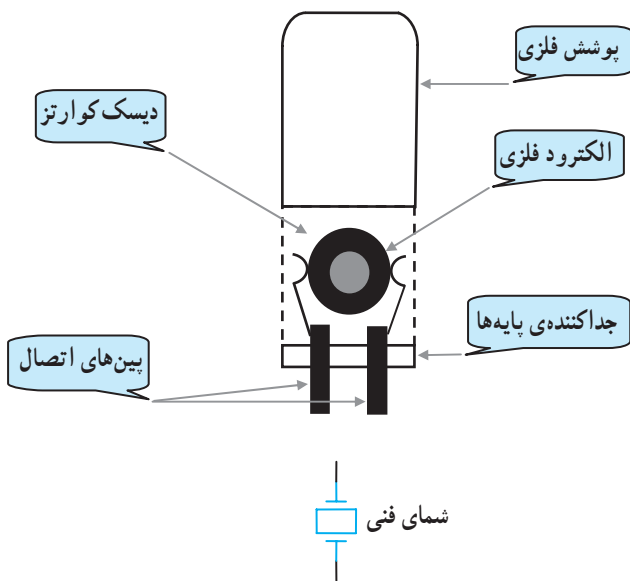 پوشش فلزی
دیسک کوارتز
الکترود فلزی
جداکننده‌ی پایه‌ها
پین‌های اتصال
شمای فنی